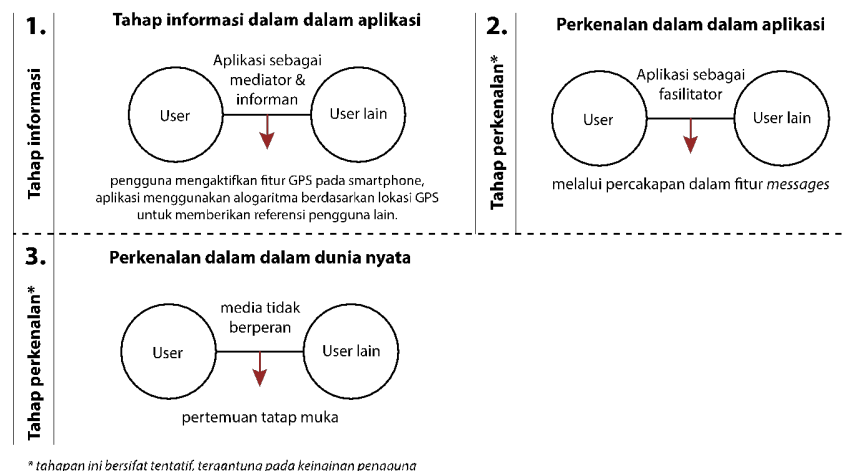 1.
Tahap informasi
Tahap informasi dalam dalam aplikasi
Aplikasi sebagai
mediator &
informan
User
User lain
pengguna mengaktifkan fitur GPS pada smartphone,
aplikasi menggunakan alogaritma berdasarkan lokasi GPS
untuk memberikan referensi pengguna lain.
2.
Tahap perkenalan*
Perkenalan dalam dalam aplikasi
Aplikasi sebagai
fasilitator
User
User lain
melalui percakapan dalam fitur messages
3.
Tahap perkenalan*
Perkenalan dalam dalam dunia nyata
media tidak
berperan
User
User lain
pertemuan tatap muka
* tahapan ini bersifat tentatif, tergantung pada keinginan pengguna